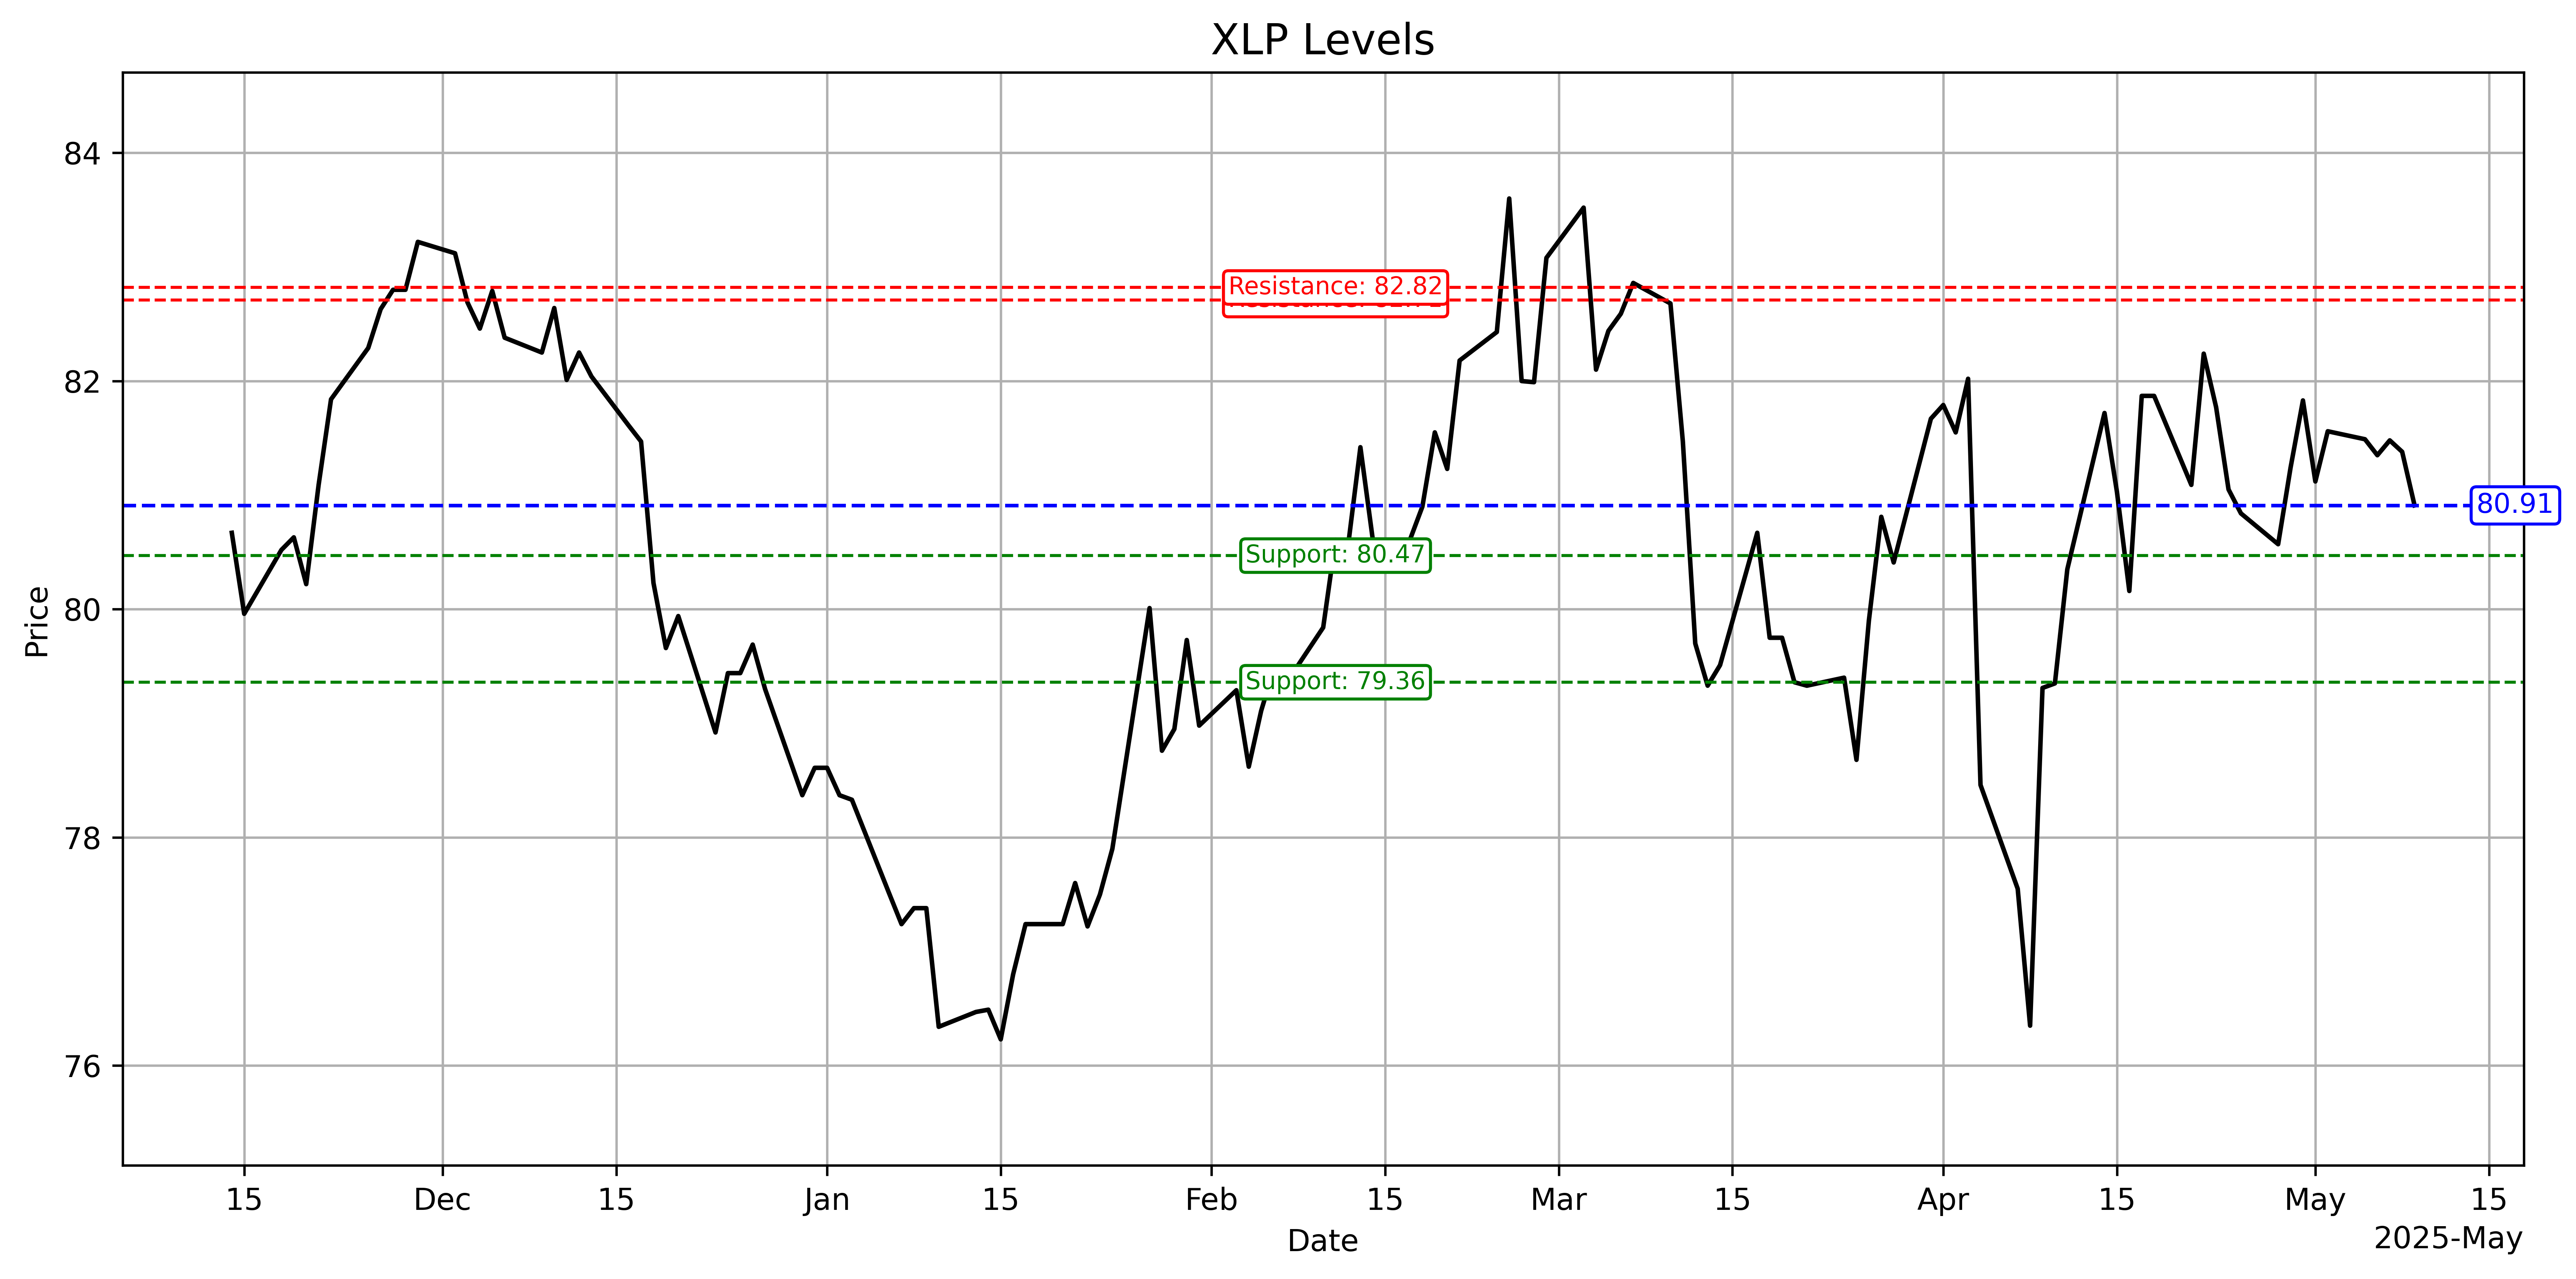 XLP Levels
84
82
80
78
76
Price
Resistance: 82.82
80.91
Support: 80.47
Support: 79.36
15
Dec
15
Jan
15
Feb
15
Mar
15
Apr
15
May
15
Date
2025-May